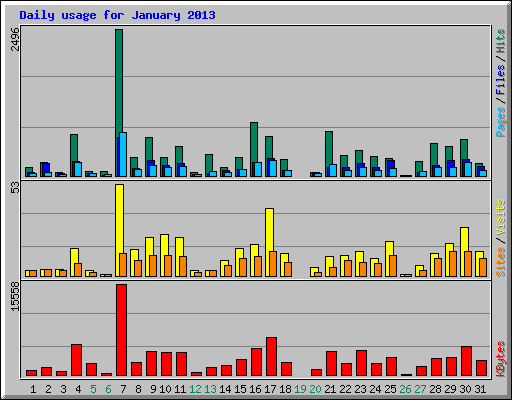 Daily usage for January 2013
2496
Pages / Files / Hits
53
Sites / Visits
15558
KBytes
1 2 3 4 5 6 7 8 9 10 11 12 13 14 15 16 17 18 19 20 21 22 23 24 25 26 27 28 29 30 31